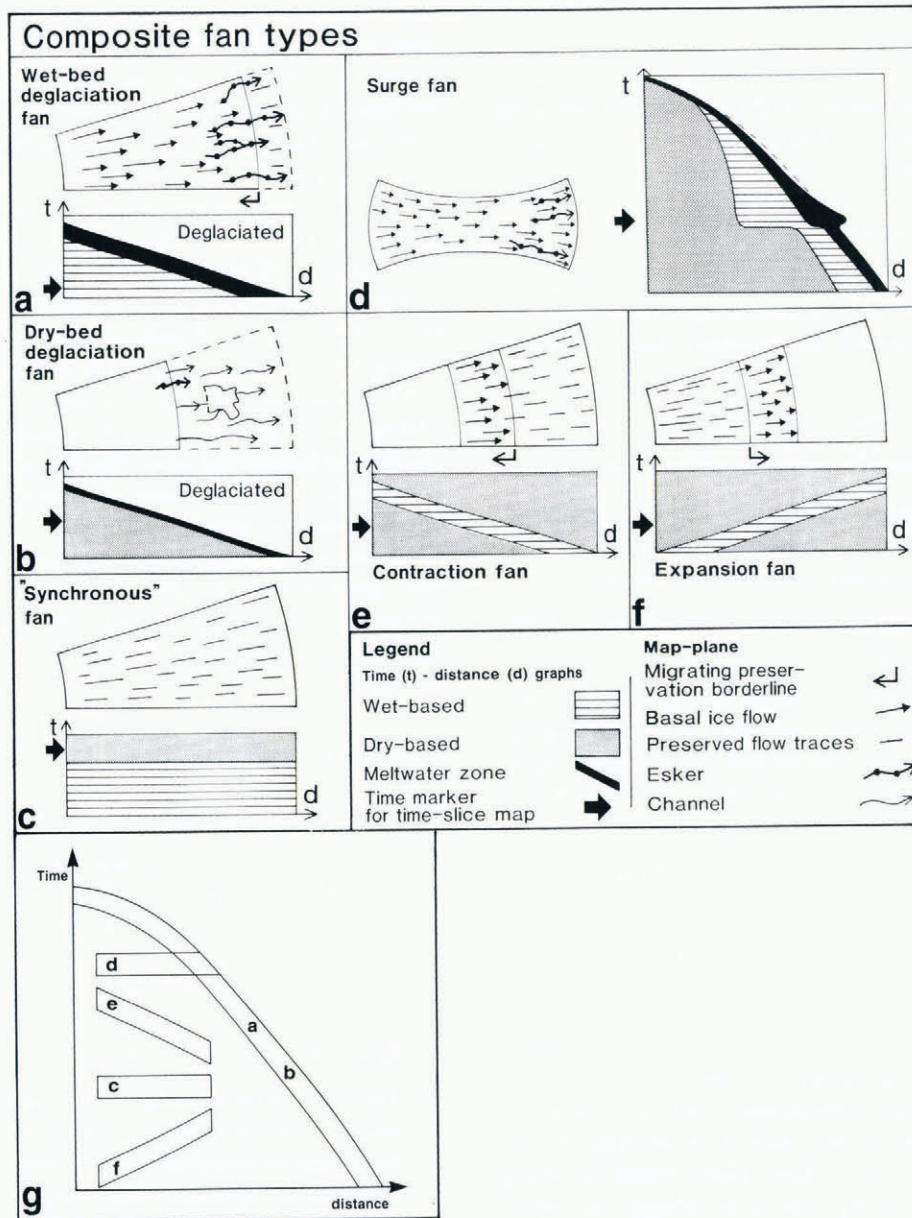 Composite fan types
Wet-bed
deglaciation
fan
t
Deglaciated
d
a
Surge fan
t
d
d
Dry-bed
deglaciation
fan
t
Deglaciated
d
b
t
d
Contraction fan
e
t
d
Expansion fan
f
"Synchronous"
fan
t
d
c
Legend
Time (t) - distance (d) graphs
Wet-based
Dry-based
Meltwater zone
Time marker
for time-slice map
Map-plane
Migrating preser-
vation borderline
Basal ice flow
Preserved flow traces
Esker
Channel
Time
d
e
a
c
b
f
g
distance